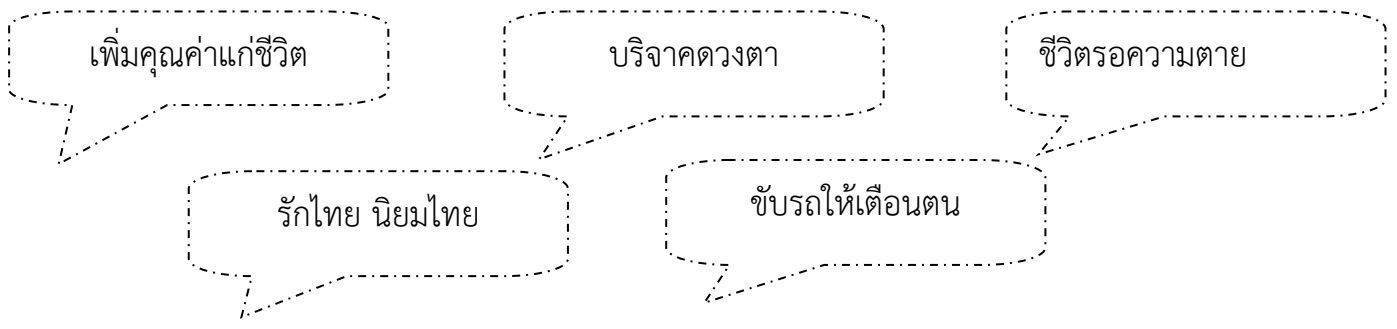 เพิ่มคุณค่าแก่ชีวิต
บริจาคดวงตา
ชีวิตรอความตาย
รักไทย นิยมไทย
ขับรถให้เตือนตน